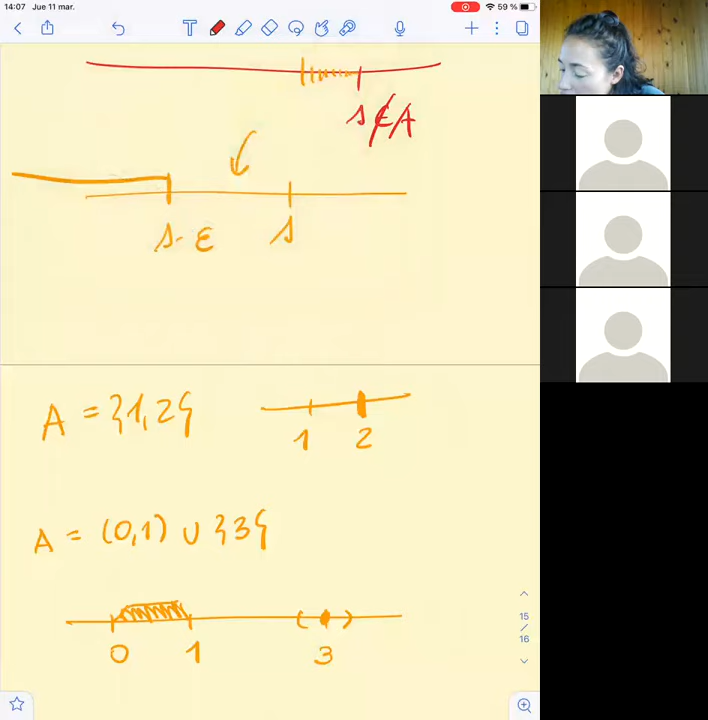 14:07 Jue 11 mar.
59 %
T
s ∉ A
s-ε s
A = {1,2}
1 2
A = (0,1) ∪ {3}
0 1 3
15
/
16